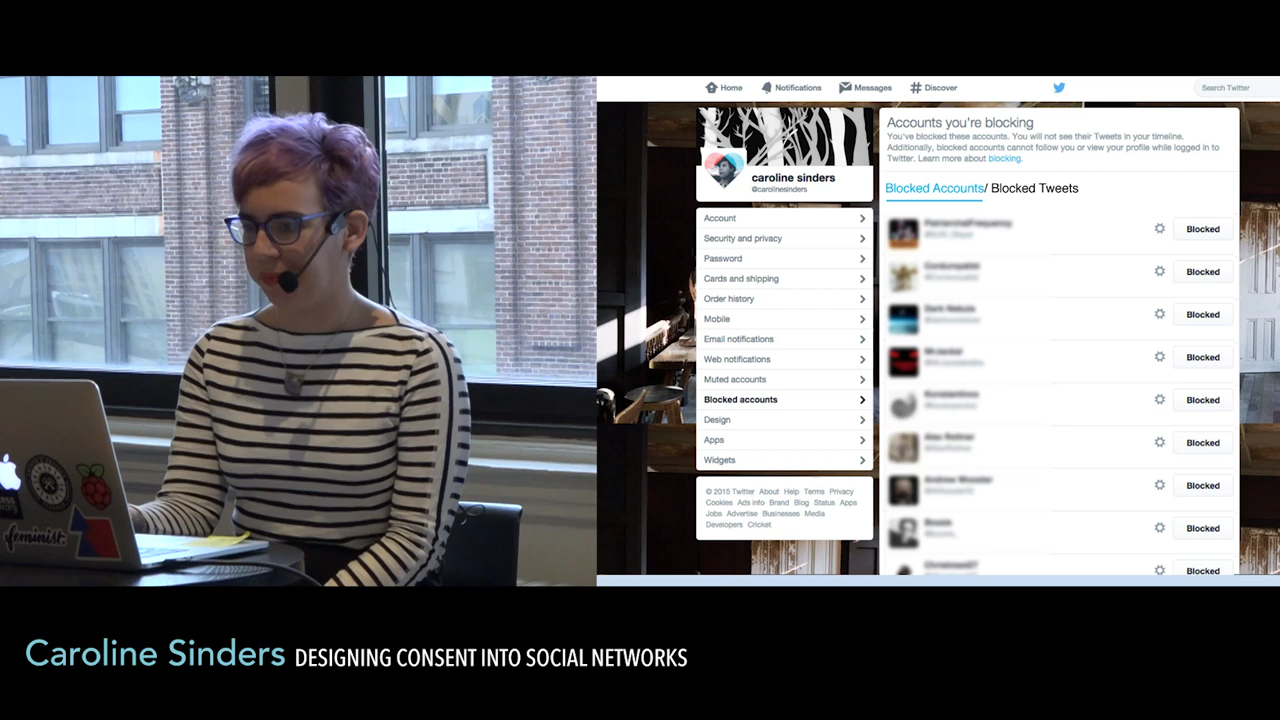 Home Notifications Messages Discover Search Twitter
caroline sinders
@carolinesinders
Account
Security and privacy
Password
Cards and shipping
Order history
Mobile
Email notifications
Web notifications
Muted accounts
Blocked accounts
Design
Apps
Widgets
© 2015 Twitter About Help Terms Privacy
Cookies Ads info Brand Blog Status Apps
Jobs Advertise Businesses Media
Developers Cricket
Accounts you're blocking
You've blocked these accounts. You will not see their Tweets in your timeline.
Additionally, blocked accounts cannot follow you or view your profile while logged in to
Twitter. Learn more about blocking.
Blocked Accounts/ Blocked Tweets
Blocked
Blocked
Blocked
Blocked
Blocked
Blocked
Blocked
Blocked
Blocked
feminist.
Caroline Sinders DESIGNING CONSENT INTO SOCIAL NETWORKS